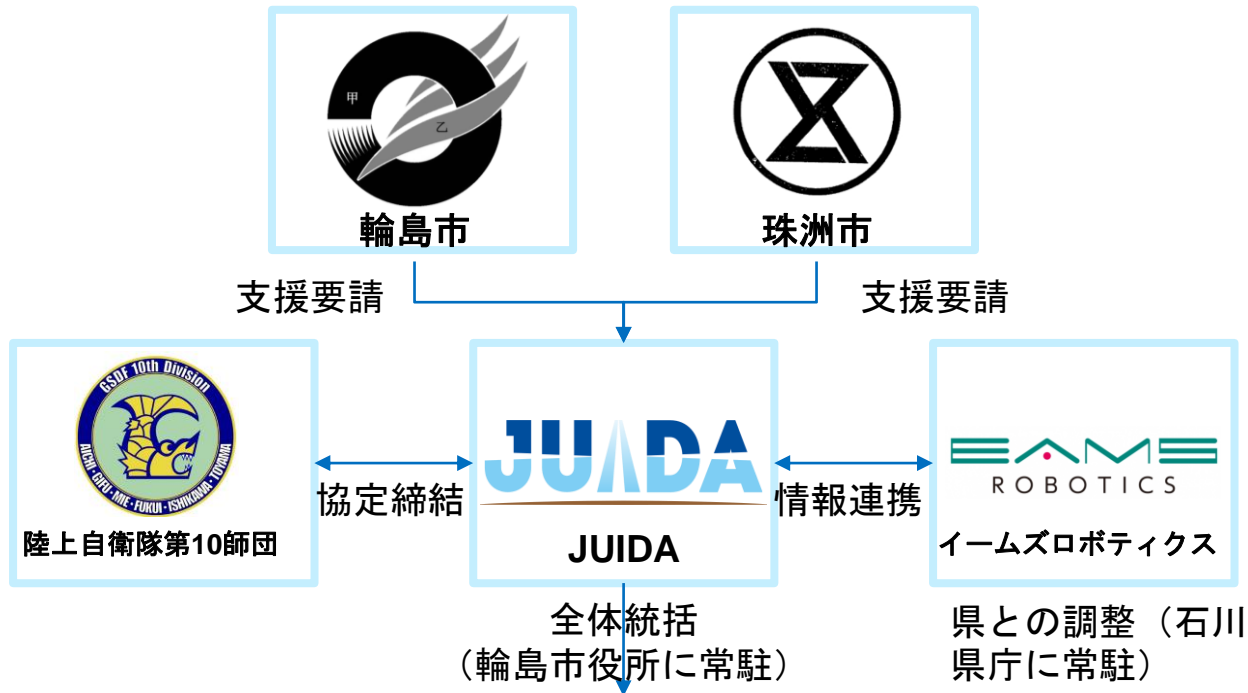 甲
乙
輪島市
珠洲市
支援要請
支援要請
GSDF 10th Division
AICHI・GIFU・MIE・FUKUI・ISHIKAWA・TOYAMA
陸上自衛隊第10師団
協定締結
JUIDA
JUIDA
情報連携
EAMS
ROBOTICS
イームズロボティクス
全体統括
（輪島市役所に常駐）
県との調整（石川
県庁に常駐）